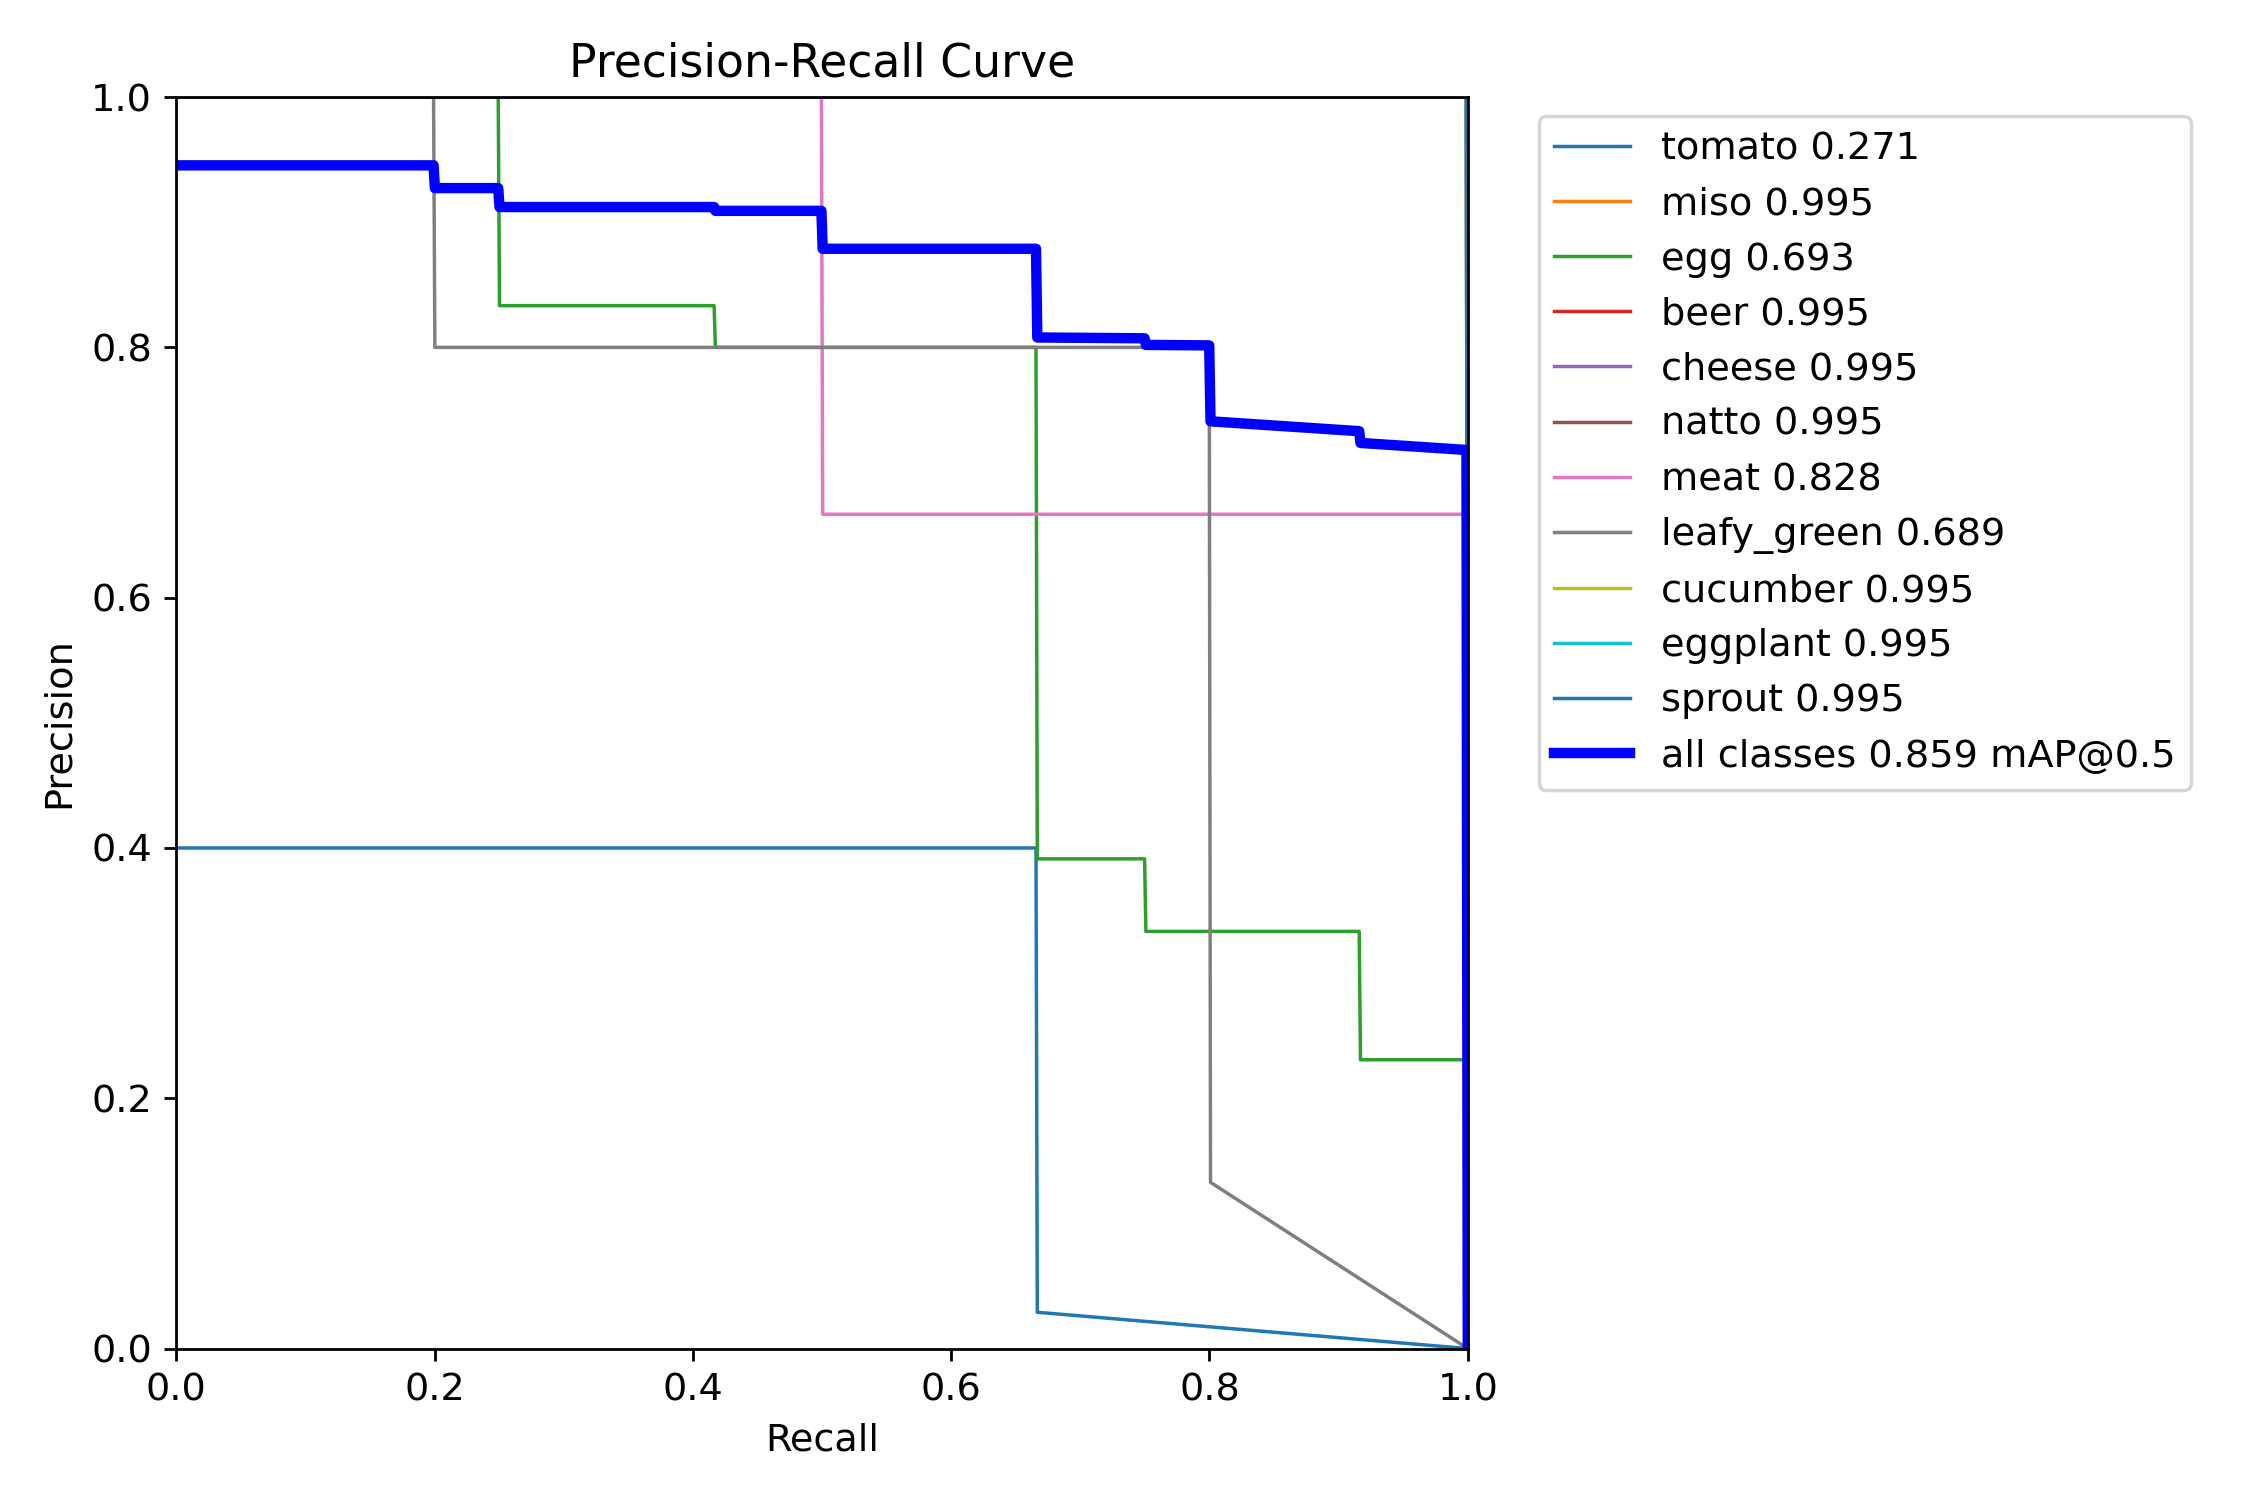 Precision-Recall Curve
1.0
0.8
0.6
0.4
0.2
0.0
Precision
0.0 0.2 0.4 0.6 0.8 1.0
Recall
tomato 0.271
miso 0.995
egg 0.693
beer 0.995
cheese 0.995
natto 0.995
meat 0.828
leafy_green 0.689
cucumber 0.995
eggplant 0.995
sprout 0.995
all classes 0.859 mAP@0.5